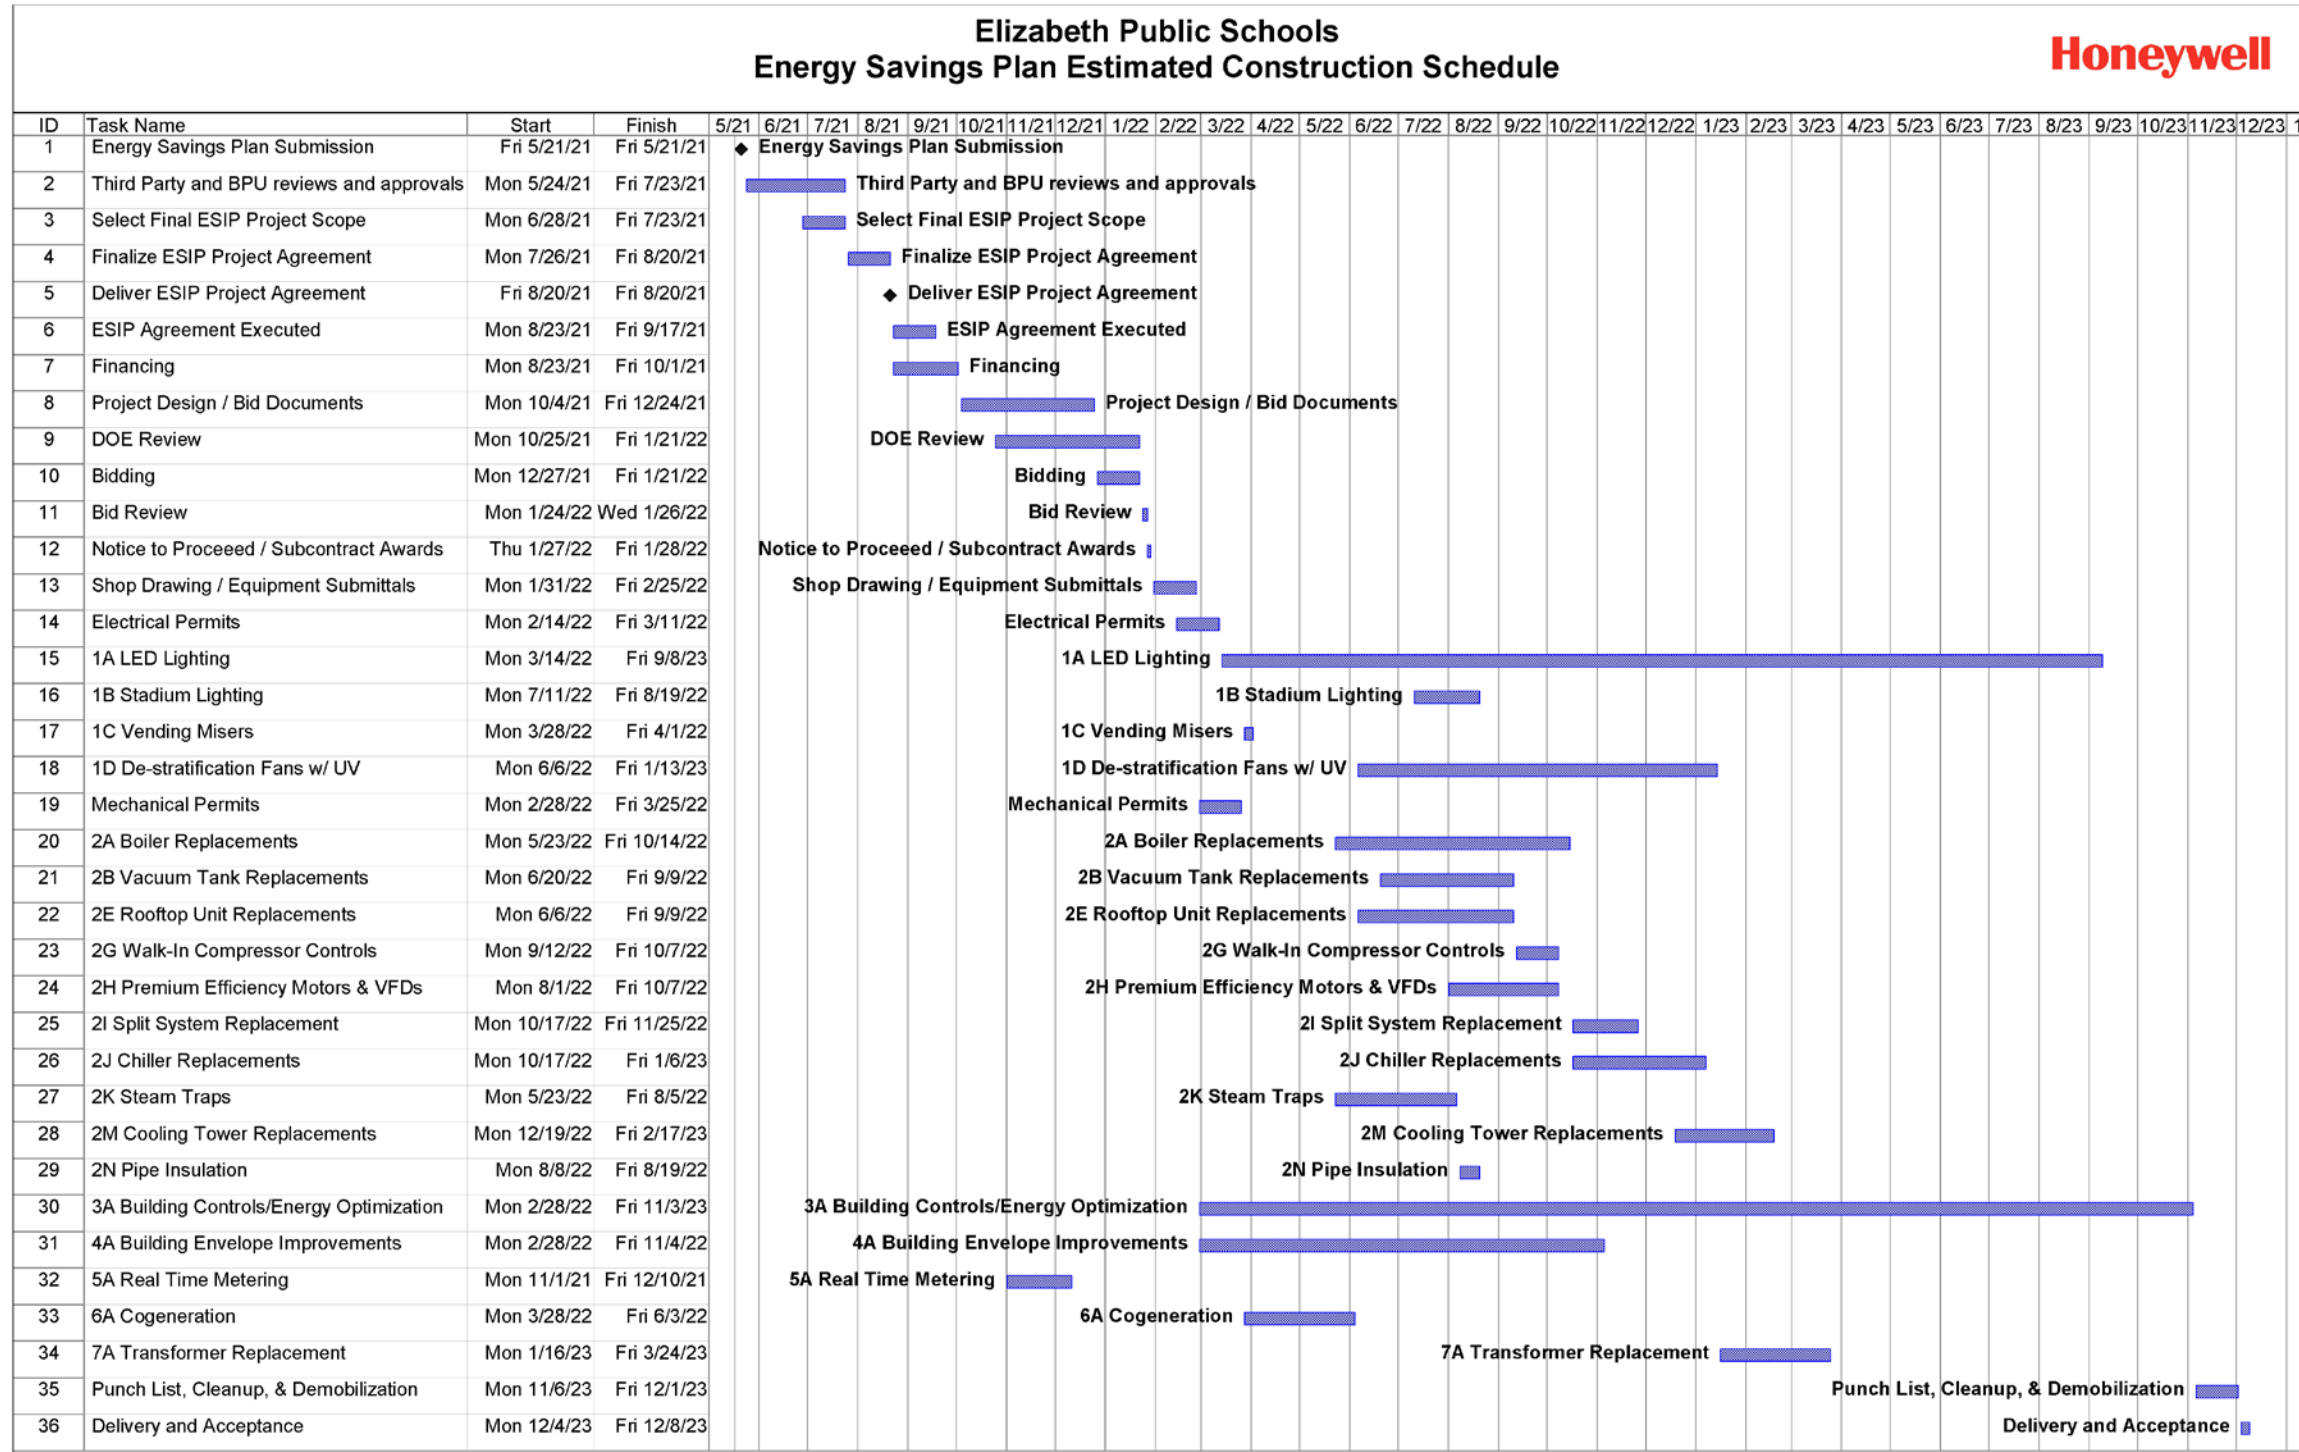 Elizabeth Public Schools
Energy Savings Plan Estimated Construction Schedule
Honeywell
ID Task Name Start Finish 5/21 6/21 7/21 8/21 9/21 10/21 11/21 12/21 1/22 2/22 3/22 4/22 5/22 6/22 7/22 8/22 9/22 10/22 11/22 12/22 1/23 2/23 3/23 4/23 5/23 6/23 7/23 8/23 9/23 10/23 11/23 12/23 1
1 Energy Savings Plan Submission Fri 5/21/21 Fri 5/21/21 Energy Savings Plan Submission
2 Third Party and BPU reviews and approvals Mon 5/24/21 Fri 7/23/21 Third Party and BPU reviews and approvals
3 Select Final ESIP Project Scope Mon 6/28/21 Fri 7/23/21 Select Final ESIP Project Scope
4 Finalize ESIP Project Agreement Mon 7/26/21 Fri 8/20/21 Finalize ESIP Project Agreement
5 Deliver ESIP Project Agreement Fri 8/20/21 Fri 8/20/21 Deliver ESIP Project Agreement
6 ESIP Agreement Executed Mon 8/23/21 Fri 9/17/21 ESIP Agreement Executed
7 Financing Mon 8/23/21 Fri 10/1/21 Financing
8 Project Design / Bid Documents Mon 10/4/21 Fri 12/24/21 Project Design / Bid Documents
9 DOE Review Mon 10/25/21 Fri 1/21/22 DOE Review
10 Bidding Mon 12/27/21 Fri 1/21/22 Bidding
11 Bid Review Mon 1/24/22 Wed 1/26/22 Bid Review
12 Notice to Proceeed / Subcontract Awards Thu 1/27/22 Fri 1/28/22 Notice to Proceeed / Subcontract Awards
13 Shop Drawing / Equipment Submittals Mon 1/31/22 Fri 2/25/22 Shop Drawing / Equipment Submittals
14 Electrical Permits Mon 2/14/22 Fri 3/11/22 Electrical Permits
15 1A LED Lighting Mon 3/14/22 Fri 9/8/23 1A LED Lighting
16 1B Stadium Lighting Mon 7/11/22 Fri 8/19/22 1B Stadium Lighting
17 1C Vending Misers Mon 3/28/22 Fri 4/1/22 1C Vending Misers
18 1D De-stratification Fans w/ UV Mon 6/6/22 Fri 1/13/23 1D De-stratification Fans w/ UV
19 Mechanical Permits Mon 2/28/22 Fri 3/25/22 Mechanical Permits
20 2A Boiler Replacements Mon 5/23/22 Fri 10/14/22 2A Boiler Replacements
21 2B Vacuum Tank Replacements Mon 6/20/22 Fri 9/9/22 2B Vacuum Tank Replacements
22 2E Rooftop Unit Replacements Mon 6/6/22 Fri 9/9/22 2E Rooftop Unit Replacements
23 2G Walk-In Compressor Controls Mon 9/12/22 Fri 10/7/22 2G Walk-In Compressor Controls
24 2H Premium Efficiency Motors & VFDs Mon 8/1/22 Fri 10/7/22 2H Premium Efficiency Motors & VFDs
25 2I Split System Replacement Mon 10/17/22 Fri 11/25/22 2I Split System Replacement
26 2J Chiller Replacements Mon 10/17/22 Fri 1/6/23 2J Chiller Replacements
27 2K Steam Traps Mon 5/23/22 Fri 8/5/22 2K Steam Traps
28 2M Cooling Tower Replacements Mon 12/19/22 Fri 2/17/23 2M Cooling Tower Replacements
29 2N Pipe Insulation Mon 8/8/22 Fri 8/19/22 2N Pipe Insulation
30 3A Building Controls/Energy Optimization Mon 2/28/22 Fri 11/3/23 3A Building Controls/Energy Optimization
31 4A Building Envelope Improvements Mon 2/28/22 Fri 11/4/22 4A Building Envelope Improvements
32 5A Real Time Metering Mon 11/1/21 Fri 12/10/21 5A Real Time Metering
33 6A Cogeneration Mon 3/28/22 Fri 6/3/22 6A Cogeneration
34 7A Transformer Replacement Mon 1/16/23 Fri 3/24/23 7A Transformer Replacement
35 Punch List, Cleanup, & Demobilization Mon 11/6/23 Fri 12/1/23 Punch List, Cleanup, & Demobilization
36 Delivery and Acceptance Mon 12/4/23 Fri 12/8/23 Delivery and Acceptance